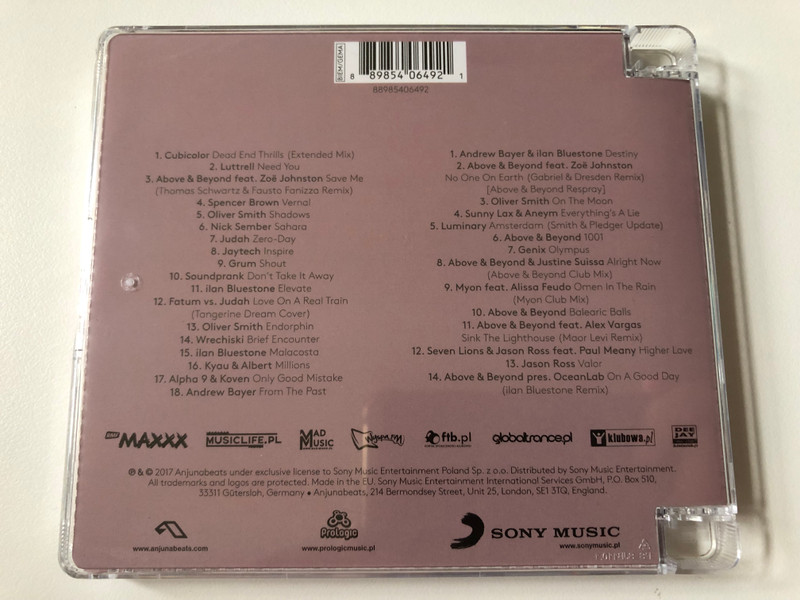 BIEM/GEMA
8 89854 06492 1
88985406492
1. Cubicolor Dead End Thrills (Extended Mix)
2. Luttrell Need You
3. Above & Beyond feat. Zoë Johnston Save Me
(Thomas Schwartz & Fausto Fanizza Remix)
4. Spencer Brown Vernal
5. Oliver Smith Shadows
6. Nick Sember Sahara
7. Judah Zero-Day
8. Jaytech Inspire
9. Grum Shout
10. Soundprank Don't Take It Away
11. ilan Bluestone Elevate
12. Fatum vs. Judah Love On A Real Train
(Tangerine Dream Cover)
13. Oliver Smith Endorphin
14. Wrechiski Brief Encounter
15. ilan Bluestone Malacosta
16. Kyau & Albert Millions
17. Alpha 9 & Koven Only Good Mistake
18. Andrew Bayer From The Past
1. Andrew Bayer & ilan Bluestone Destiny
2. Above & Beyond feat. Zoë Johnston
No One On Earth (Gabriel & Dresden Remix)
[Above & Beyond Respray]
3. Oliver Smith On The Moon
4. Sunny Lax & Aneym Everything's A Lie
5. Luminary Amsterdam (Smith & Pledger Update)
6. Above & Beyond 1001
7. Genix Olympus
8. Above & Beyond & Justine Suissa Alright Now
(Above & Beyond Club Mix)
9. Myon feat. Alissa Feudo Omen In The Rain
(Myon Club Mix)
10. Above & Beyond Balearic Balls
11. Above & Beyond feat. Alex Vargas
Sink The Lighthouse (Maor Levi Remix)
12. Seven Lions & Jason Ross feat. Paul Meany Higher Love
13. Jason Ross Valor
14. Above & Beyond pres. OceanLab On A Good Day
(ilan Bluestone Remix)
MAXXX
MUSICLIFE.PL
MAD MUSIC
ftb.pl
globaltrance.pl
klubowa.pl
DEE JAY
℗ & © 2017 Anjunabeats under exclusive license to Sony Music Entertainment Poland Sp. z o.o. Distributed by Sony Music Entertainment.
All trademarks and logos are protected. Made in the EU. Sony Music Entertainment International Services GmbH, P.O. Box 510,
33311 Gütersloh, Germany • Anjunabeats, 214 Bermondsey Street, Unit 25, London, SE1 3TQ, England.
www.anjunabeats.com
ProLogic
www.prologicmusic.pl
SONY MUSIC
www.sonymusic.pl